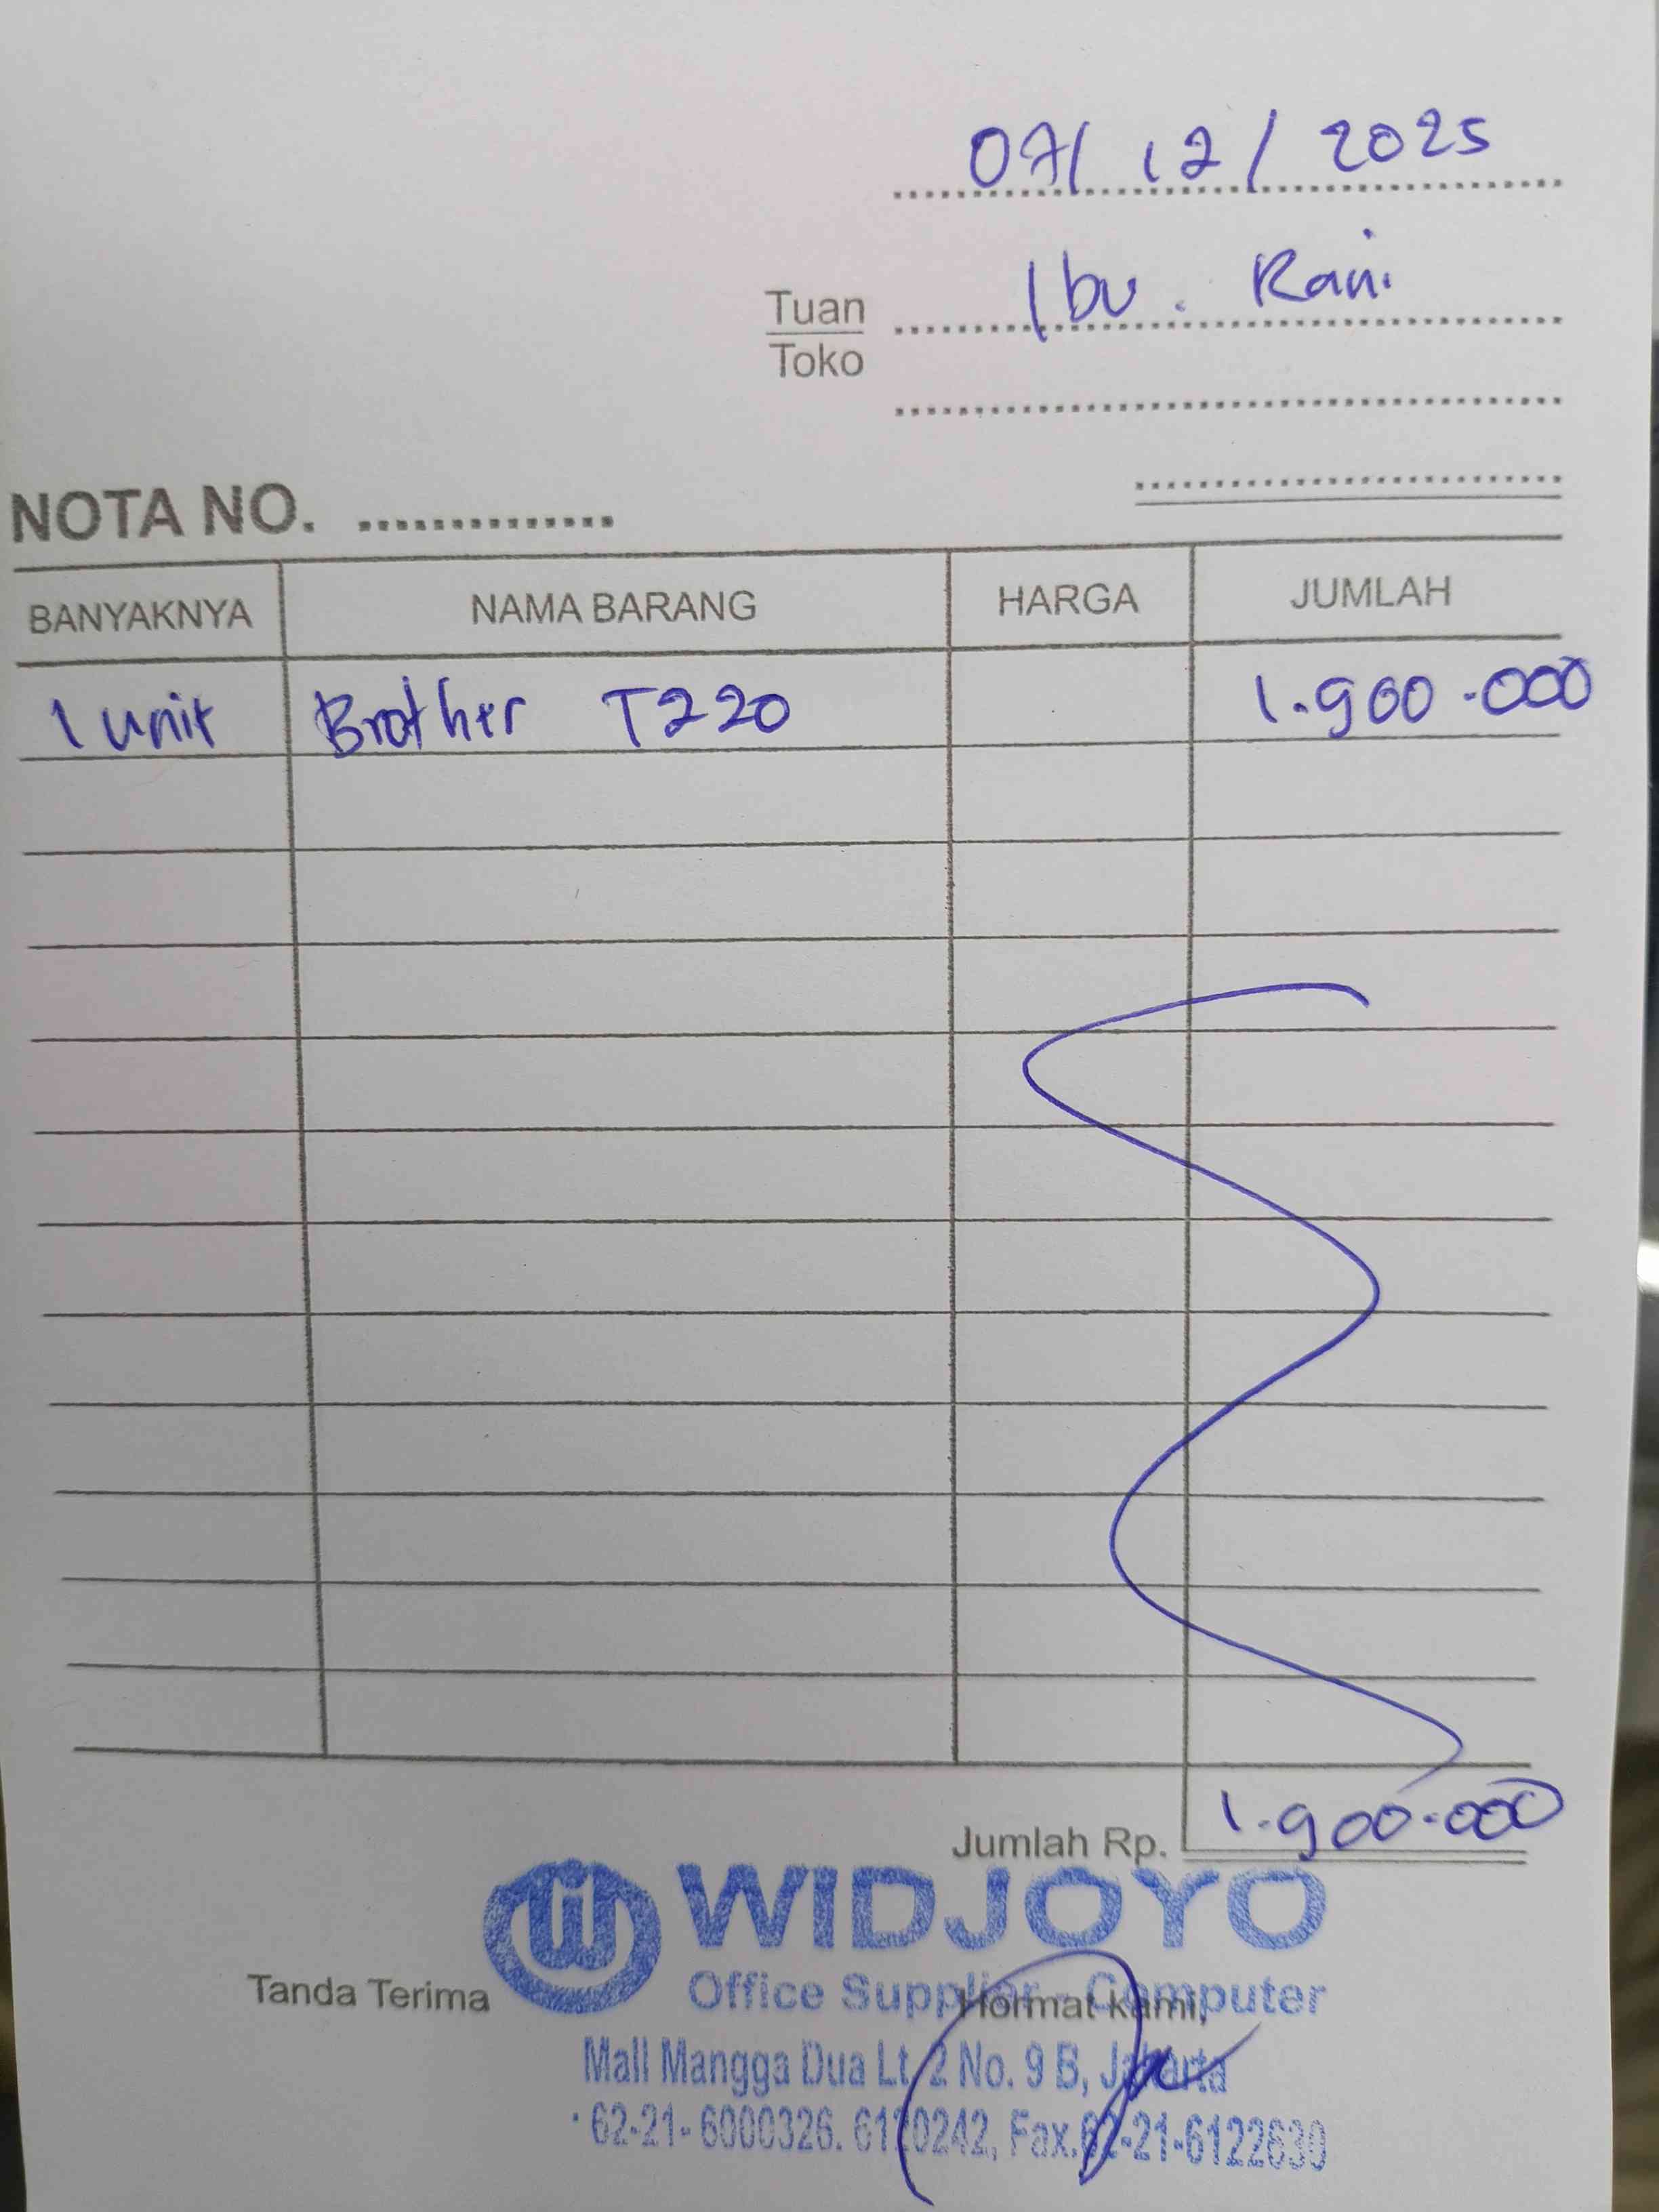 07/12/2025
Tuan Ibu. Rani
Toko
NOTA NO. ..............
BANYAKNYA NAMA BARANG HARGA JUMLAH
1 unit Brother T220 1.900.000
Jumlah Rp. 1.900.000
WIDJOYO
Office Supplier - Computer
Tanda Terima Hormat kami,
Mall Mangga Dua Lt. 2 No. 9 B, Jakarta
62-21- 6000326. 6120242, Fax. 62-21-6122630